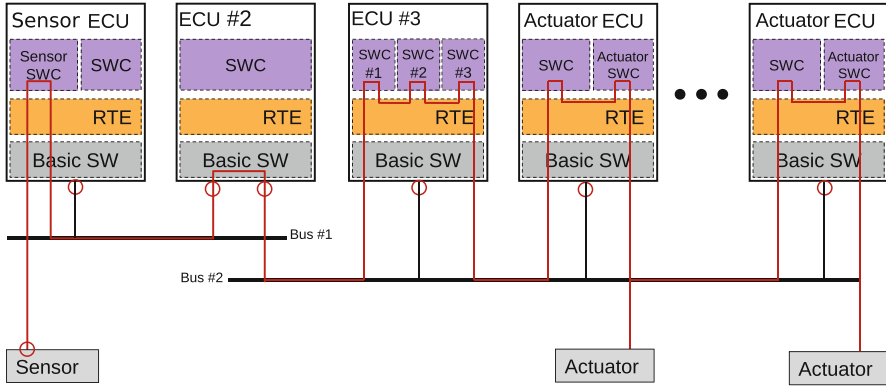 Sensor ECU
ECU #2
ECU #3
Actuator ECU
Actuator ECU
Sensor
SWC
SWC
SWC
SWC
#1
SWC
#2
SWC
#3
SWC
Actuator
SWC
SWC
Actuator
SWC
RTE
RTE
RTE
RTE
RTE
Basic SW
Basic SW
Basic SW
Basic SW
Basic SW
Bus #1
Bus #2
Sensor
Actuator
Actuator